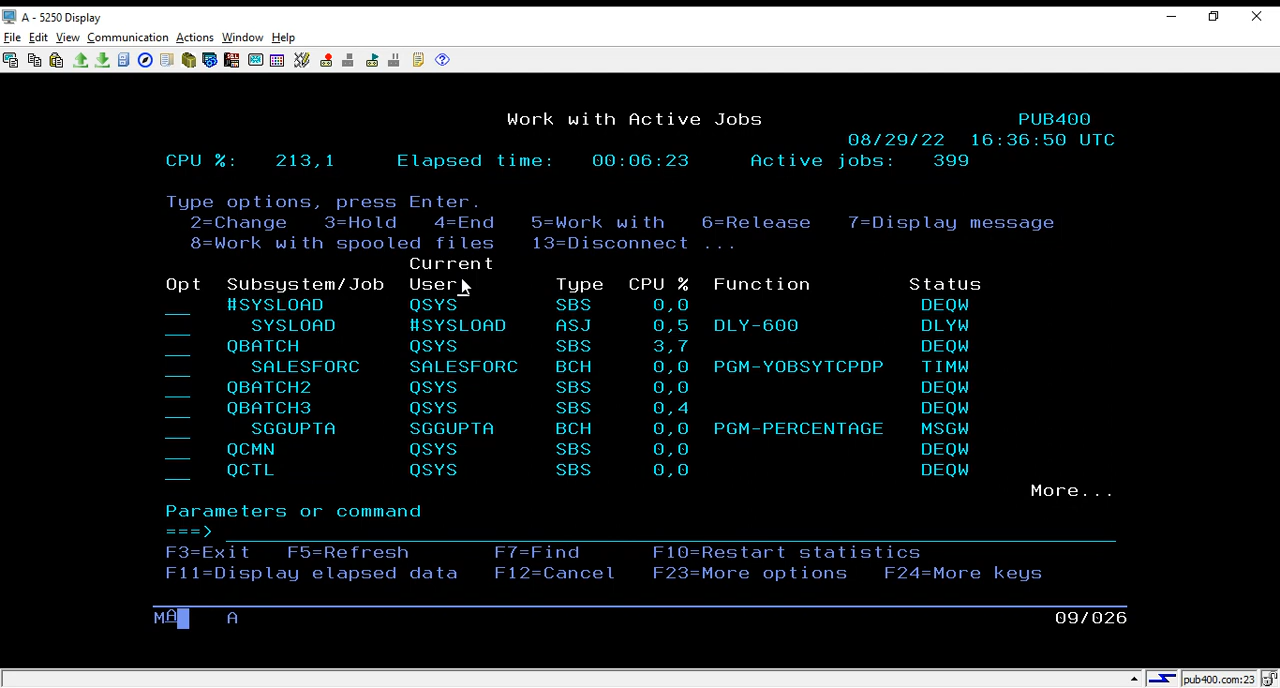 A - 5250 Display
File Edit View Communication Actions Window Help
Work with Active Jobs PUB400
08/29/22 16:36:50 UTC
CPU %: 213,1 Elapsed time: 00:06:23 Active jobs: 399
Type options, press Enter.
2=Change 3=Hold 4=End 5=Work with 6=Release 7=Display message
8=Work with spooled files 13=Disconnect ...
Current
Opt Subsystem/Job User Type CPU % Function Status
#SYSLOAD QSYS SBS 0,0 DEQW
SYSLOAD #SYSLOAD ASJ 0,5 DLY-600 DLYW
QBATCH QSYS SBS 3,7 DEQW
SALESFORC SALESFORC BCH 0,0 PGM-YOBSYTCPDP TIMW
QBATCH2 QSYS SBS 0,0 DEQW
QBATCH3 QSYS SBS 0,4 DEQW
SGGUPTA SGGUPTA BCH 0,0 PGM-PERCENTAGE MSGW
QCMN QSYS SBS 0,0 DEQW
QCTL QSYS SBS 0,0 DEQW
More...
Parameters or command
===>
F3=Exit F5=Refresh F7=Find F10=Restart statistics
F11=Display elapsed data F12=Cancel F23=More options F24=More keys
MA A 09/026
pub400.com:23